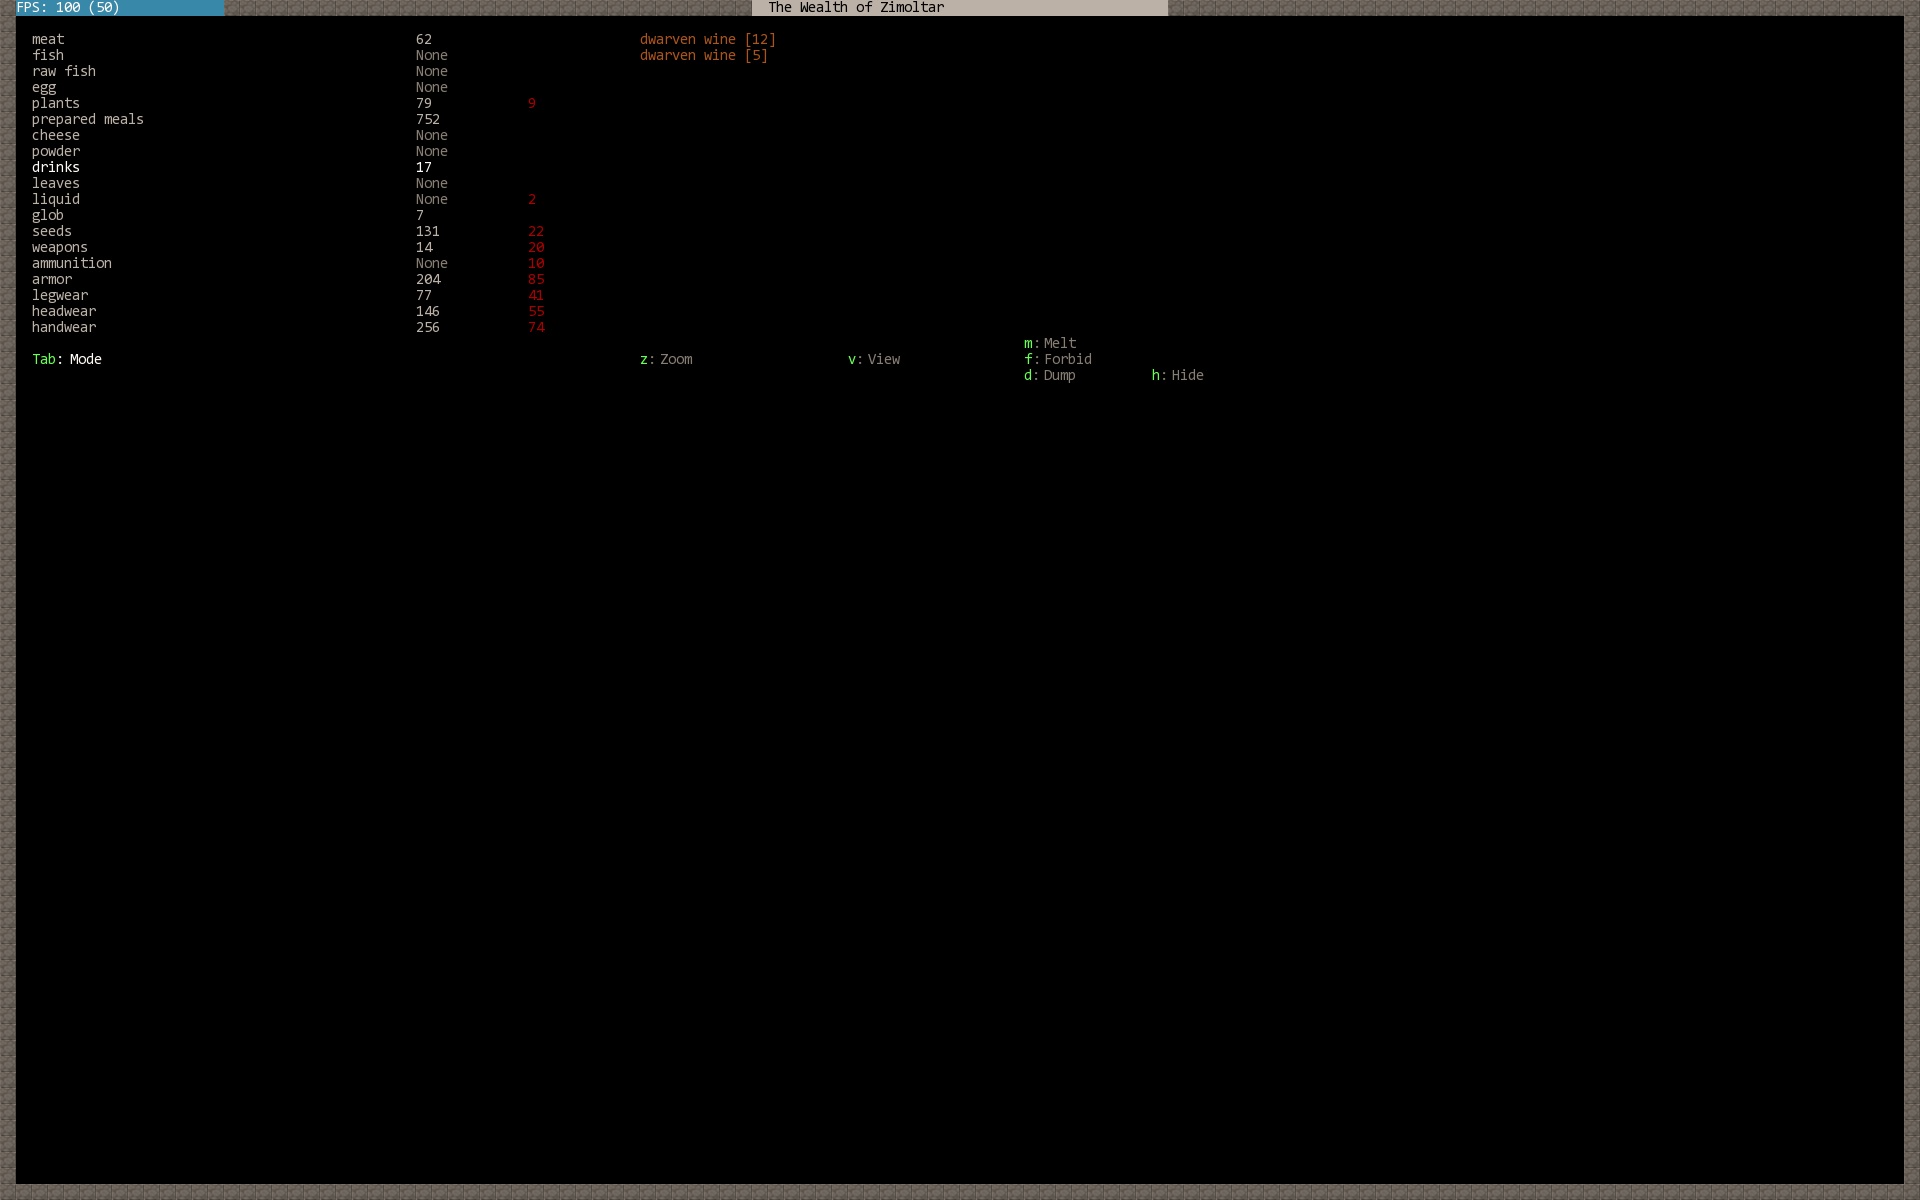 FPS: 100 (50) The Wealth of Zimoltar
meat 62 dwarven wine [12]
fish None dwarven wine [5]
raw fish None
egg None
plants 79 9
prepared meals 752
cheese None
powder None
drinks 17
leaves None
liquid None 2
glob 7
seeds 131 22
weapons 14 20
ammunition None 10
armor 204 85
legwear 77 41
headwear 146 55
handwear 256 74
m: Melt
Tab: Mode z: Zoom v: View f: Forbid
d: Dump h: Hide